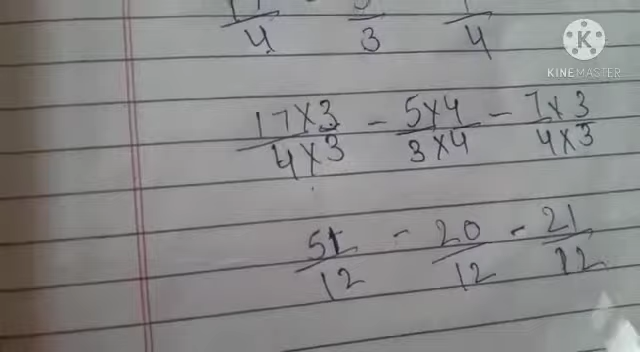 4 3 4
K
KINEMASTER
17×3/4×3 - 5×4/3×4 - 7×3/4×3
51/12 - 20/12 - 21/12